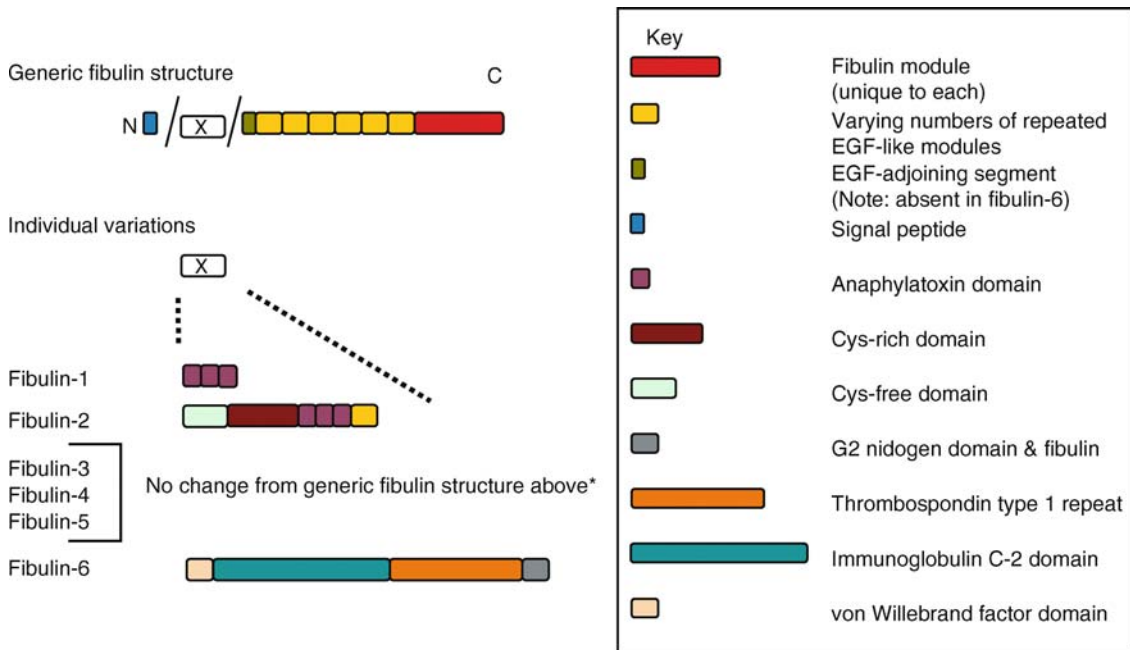 Generic fibulin structure
C
N
X
Individual variations
X
Fibulin-1
Fibulin-2
Fibulin-3
Fibulin-4
Fibulin-5
No change from generic fibulin structure above*
Fibulin-6
Key
Fibulin module
(unique to each)
Varying numbers of repeated
EGF-like modules
EGF-adjoining segment
(Note: absent in fibulin-6)
Signal peptide
Anaphylatoxin domain
Cys-rich domain
Cys-free domain
G2 nidogen domain & fibulin
Thrombospondin type 1 repeat
Immunoglobulin C-2 domain
von Willebrand factor domain